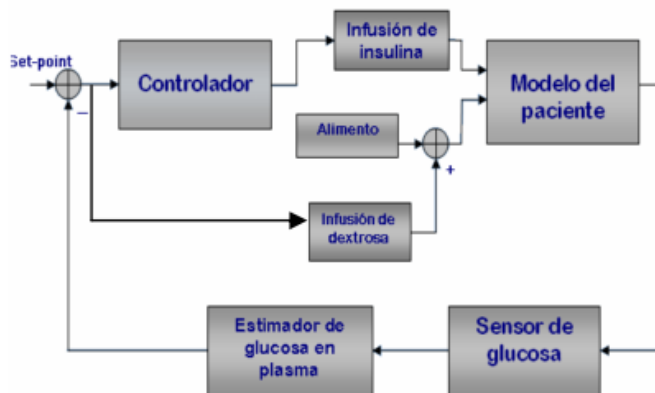 Set-point
Controlador
Infusión de
insulina
Modelo del
paciente
Alimento
Infusión de
dextrosa
Estimador de
glucosa en
plasma
Sensor de
glucosa
−
+